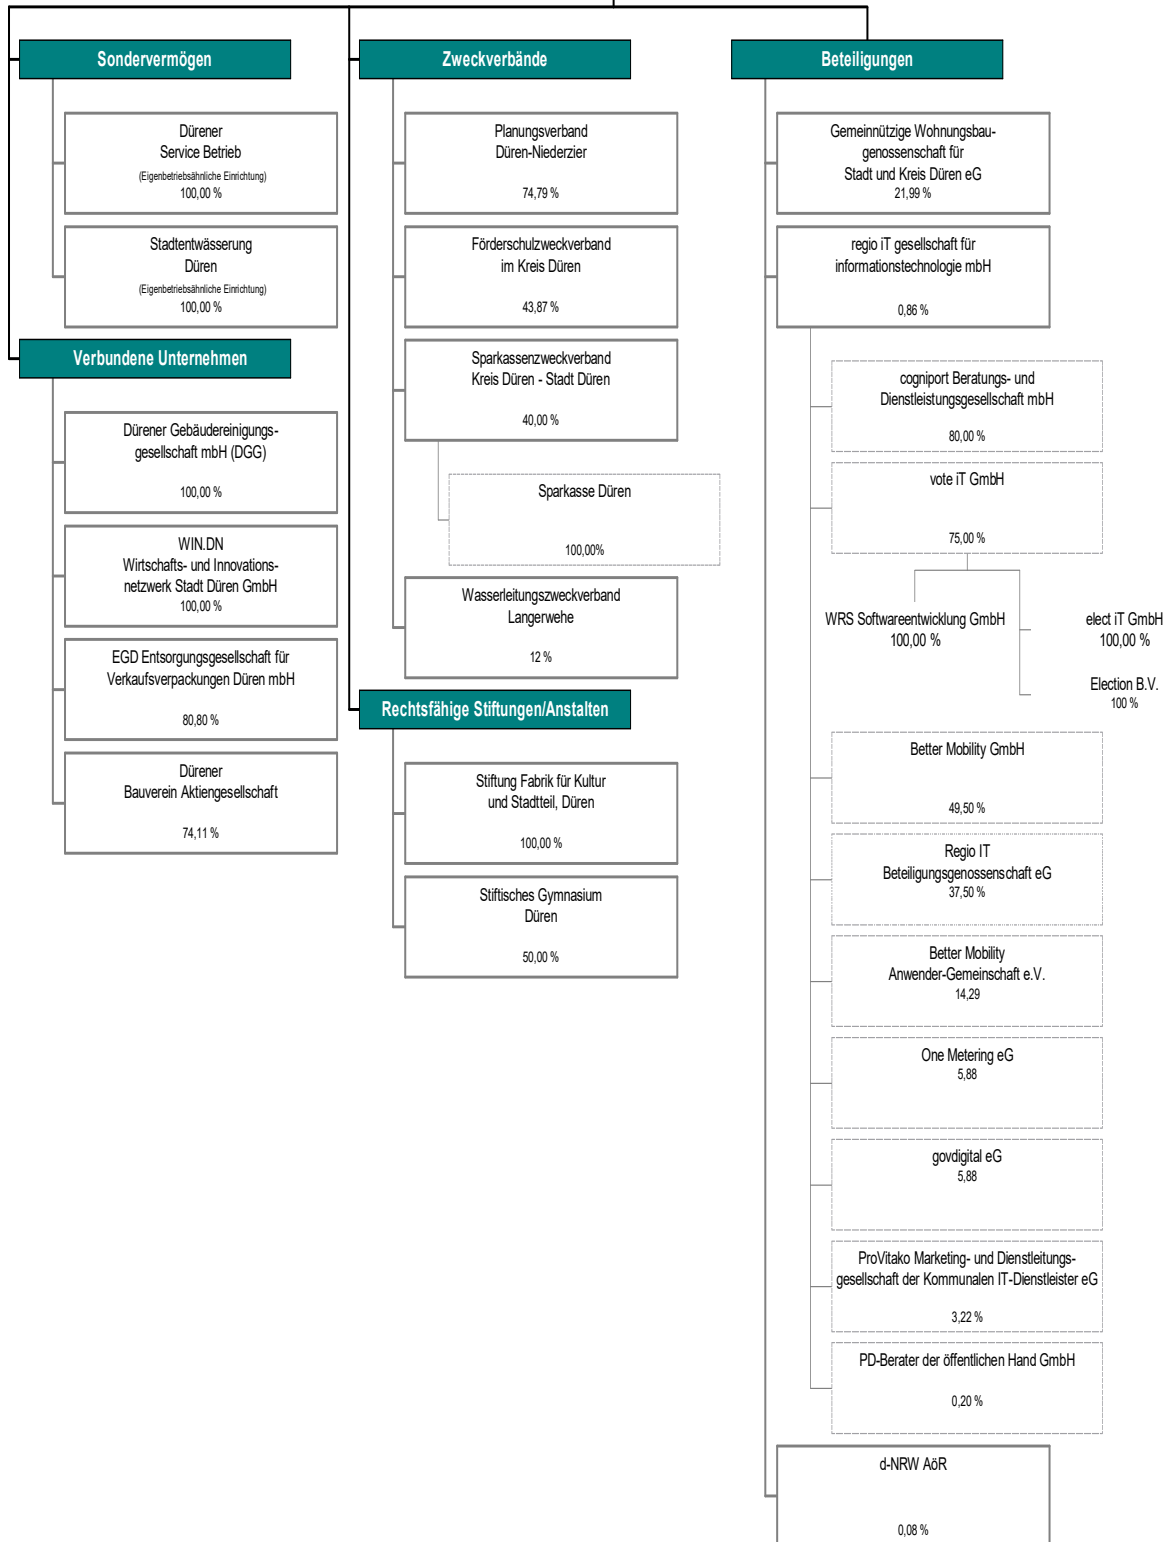 Sondervermögen
Dürener
Service Betrieb
(Eigenbetriebsähnliche Einrichtung)
100,00 %
Stadtentwässerung
Düren
(Eigenbetriebsähnliche Einrichtung)
100,00 %
Verbundene Unternehmen
Dürener Gebäudereinigungs-
gesellschaft mbH (DGG)
100,00 %
WIN.DN
Wirtschafts- und Innovations-
netzwerk Stadt Düren GmbH
100,00 %
EGD Entsorgungsgesellschaft für
Verkaufsverpackungen Düren mbH
80,80 %
Dürener
Bauverein Aktiengesellschaft
74,11 %
Zweckverbände
Planungsverband
Düren-Niederzier
74,79 %
Förderschulzweckverband
im Kreis Düren
43,87 %
Sparkassenzweckverband
Kreis Düren - Stadt Düren
40,00 %
Sparkasse Düren
100,00%
Wasserleitungszweckverband
Langerwehe
12 %
Rechtsfähige Stiftungen/Anstalten
Stiftung Fabrik für Kultur
und Stadtteil, Düren
100,00 %
Stiftisches Gymnasium
Düren
50,00 %
Beteiligungen
Gemeinnützige Wohnungsbau-
genossenschaft für
Stadt und Kreis Düren eG
21,99 %
regio iT gesellschaft für
informationstechnologie mbH
0,86 %
cogniport Beratungs- und
Dienstleistungsgesellschaft mbH
80,00 %
vote iT GmbH
75,00 %
WRS Softwareentwicklung GmbH
100,00 %
elect iT GmbH
100,00 %
Election B.V.
100 %
Better Mobility GmbH
49,50 %
Regio IT
Beteiligungsgenossenschaft eG
37,50 %
Better Mobility
Anwender-Gemeinschaft e.V.
14,29
One Metering eG
5,88
govdigital eG
5,88
ProVitako Marketing- und Dienstleitungs-
gesellschaft der Kommunalen IT-Dienstleister eG
3,22 %
PD-Berater der öffentlichen Hand GmbH
0,20 %
d-NRW AöR
0,08 %